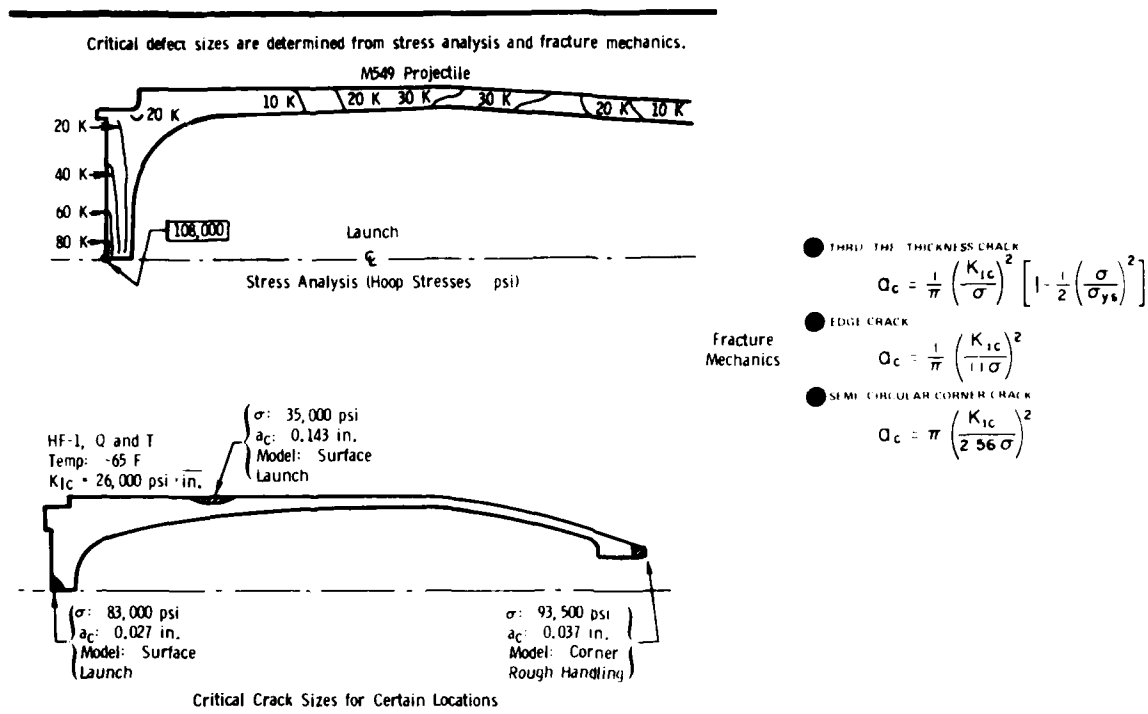 Critical defect sizes are determined from stress analysis and fracture mechanics.
M549 Projectile
10 K
20 K
30 K
30 K
20 K
10 K
20 K
20 K
40 K
60 K
80 K
108,000
Launch
℄
Stress Analysis (Hoop Stresses psi)
Fracture
Mechanics
THRU THE THICKNESS CRACK
a_c = 1/π (K_Ic/σ)^2 [1 - 1/2 (σ/σ_ys)^2]
EDGE CRACK
a_c = 1/π (K_Ic/1 1 σ)^2
SEMI CIRCULAR CORNER CRACK
a_c = π (K_Ic/2 56 σ)^2
HF-1, Q and T
Temp: -65 F
K_Ic = 26,000 psi · in.
σ: 35,000 psi
a_c: 0.143 in.
Model: Surface
Launch
σ: 83,000 psi
a_c: 0.027 in.
Model: Surface
Launch
σ: 93,500 psi
a_c: 0.037 in.
Model: Corner
Rough Handling
Critical Crack Sizes for Certain Locations